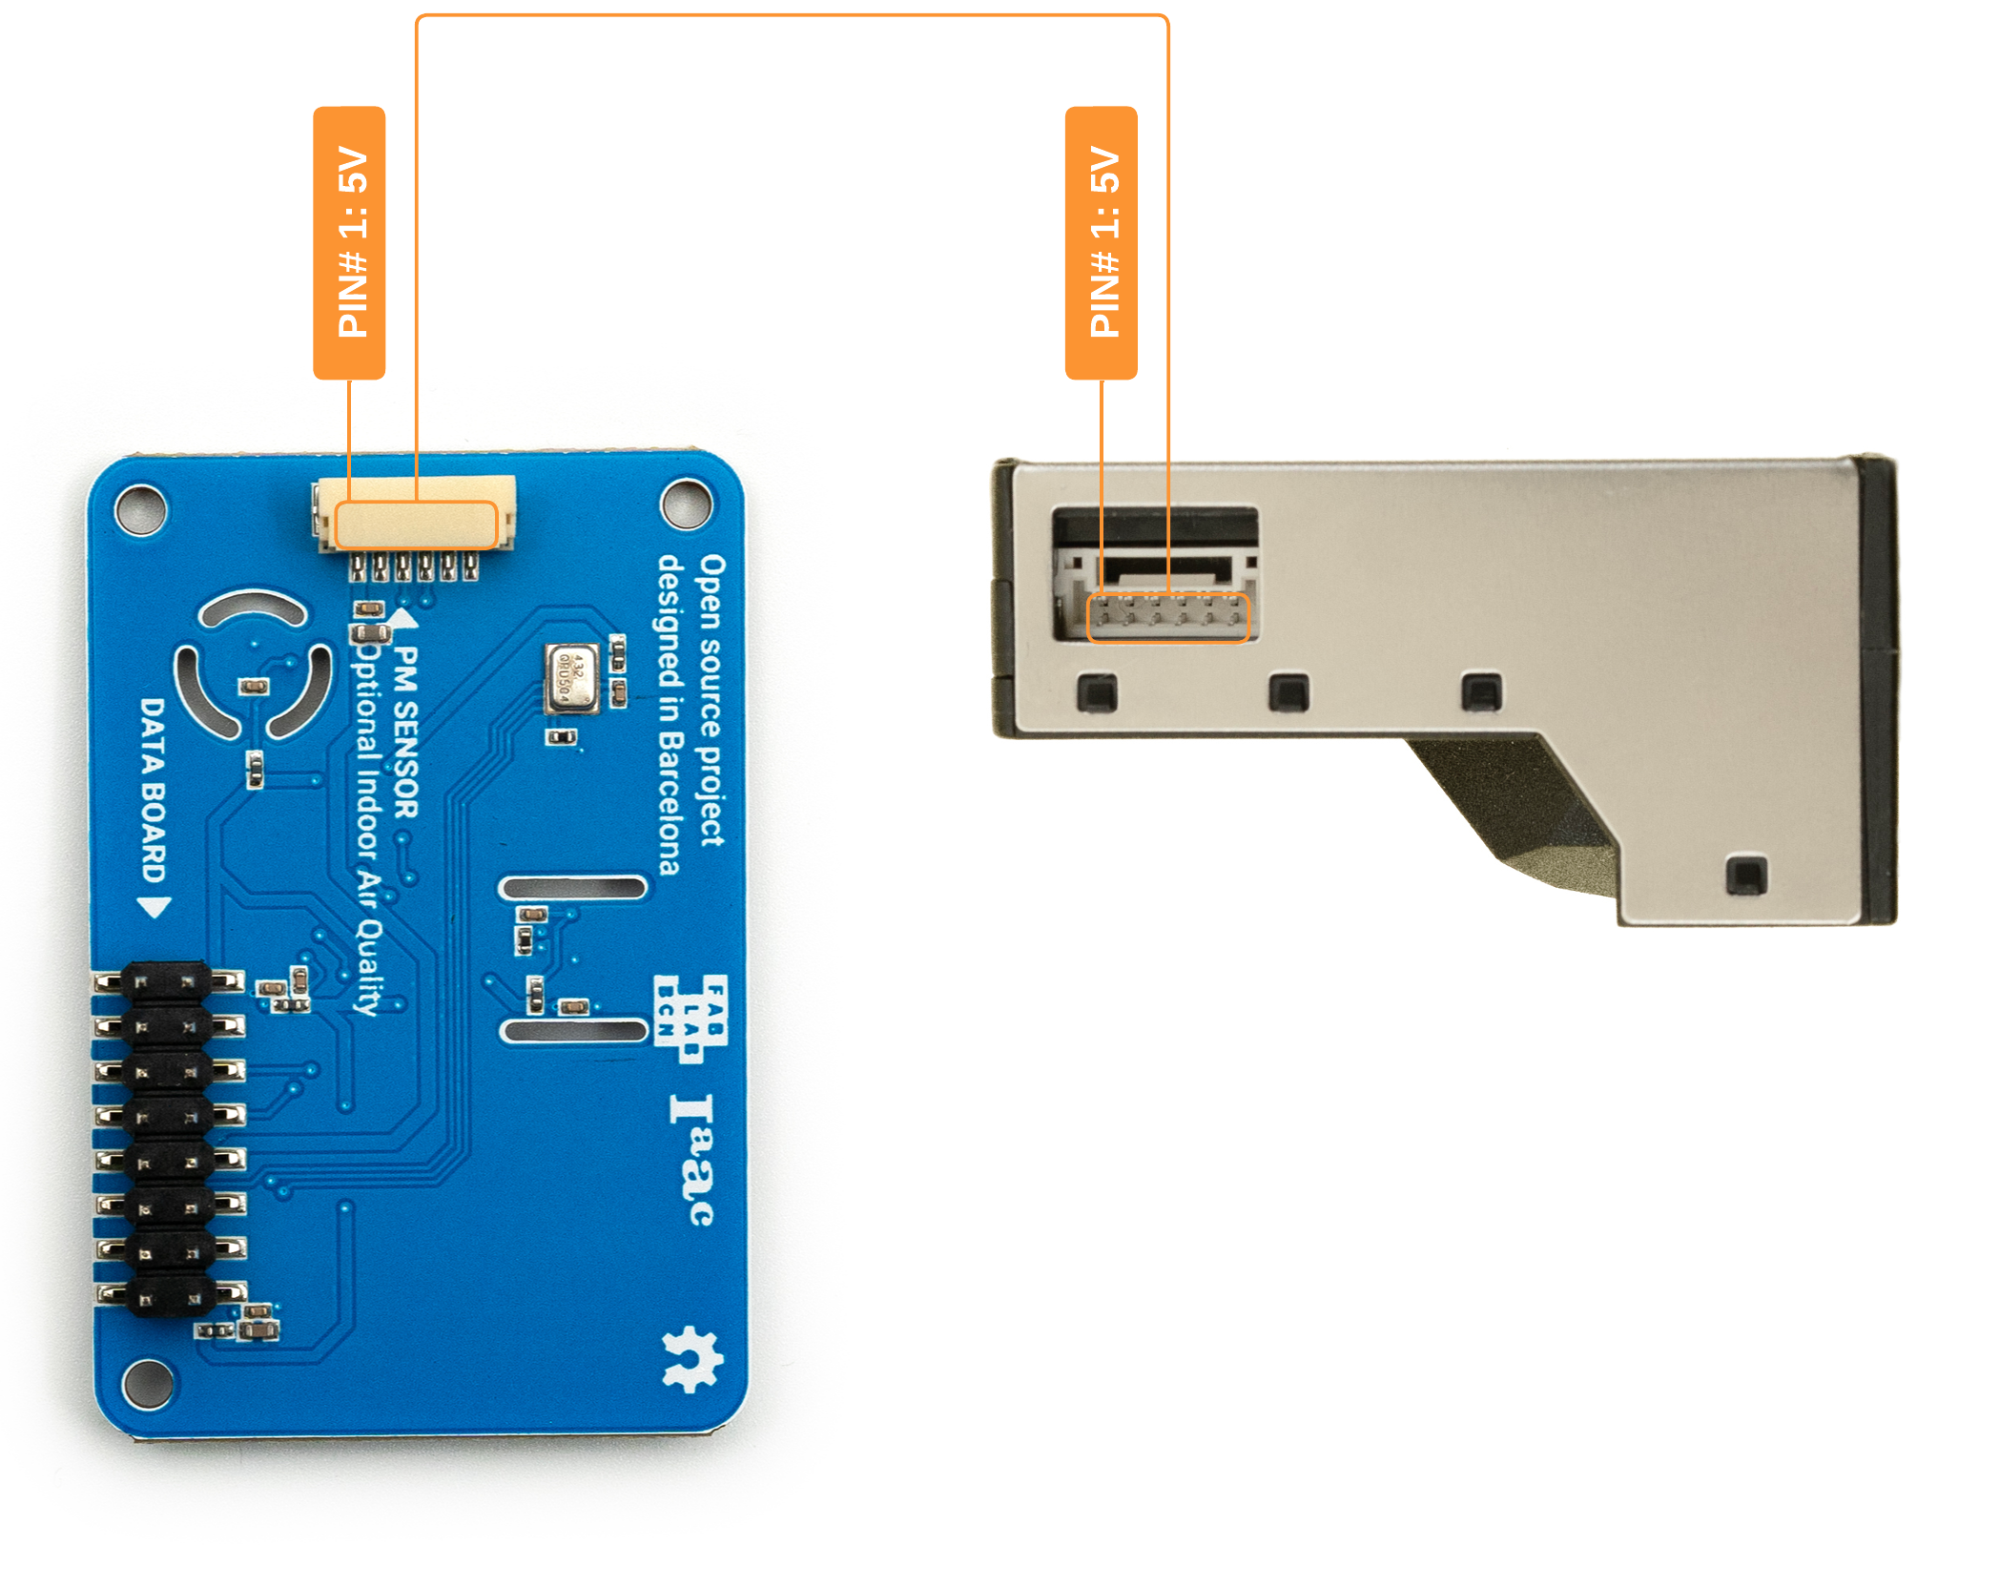 PIN# 1: 5V
PIN# 1: 5V
Open source project
designed in Barcelona
PM SENSOR
Optional Indoor Air Quality
DATA BOARD
FAB
LAB
BCN
Iaac